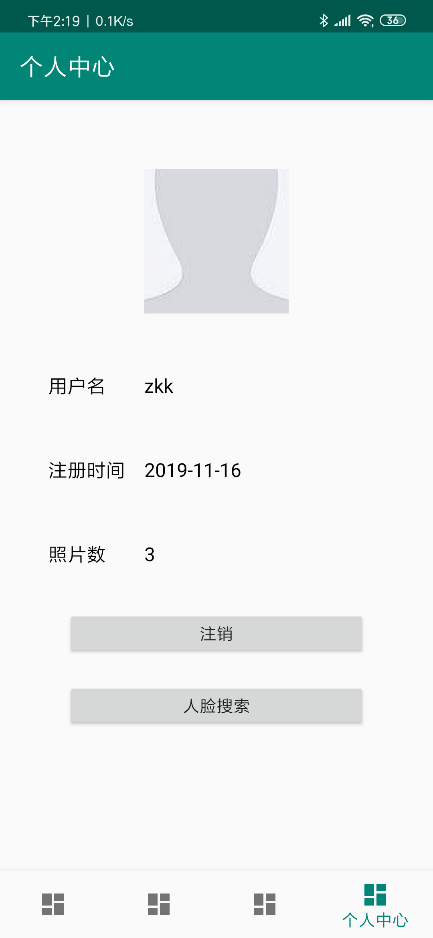 下午2:19 | 0.1K/s
36
个人中心
用户名 zkk
注册时间 2019-11-16
照片数 3
注销
人脸搜索
个人中心